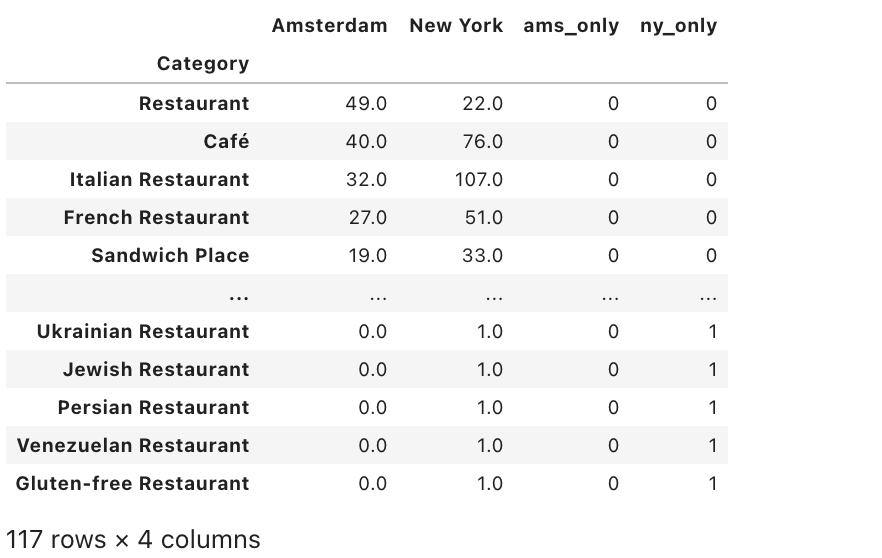 Amsterdam New York ams_only ny_only
Category
Restaurant 49.0 22.0 0 0
Café 40.0 76.0 0 0
Italian Restaurant 32.0 107.0 0 0
French Restaurant 27.0 51.0 0 0
Sandwich Place 19.0 33.0 0 0
... ... ... ... ...
Ukrainian Restaurant 0.0 1.0 0 1
Jewish Restaurant 0.0 1.0 0 1
Persian Restaurant 0.0 1.0 0 1
Venezuelan Restaurant 0.0 1.0 0 1
Gluten-free Restaurant 0.0 1.0 0 1
117 rows × 4 columns